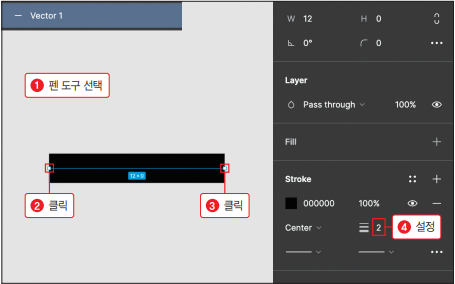 Vector 1
W 12 H 0
0° 0
1 펜 도구 선택
Layer
Pass through 100%
Fill
12 × 0
Stroke
2 클릭
3 클릭
000000 100%
Center 2
4 설정